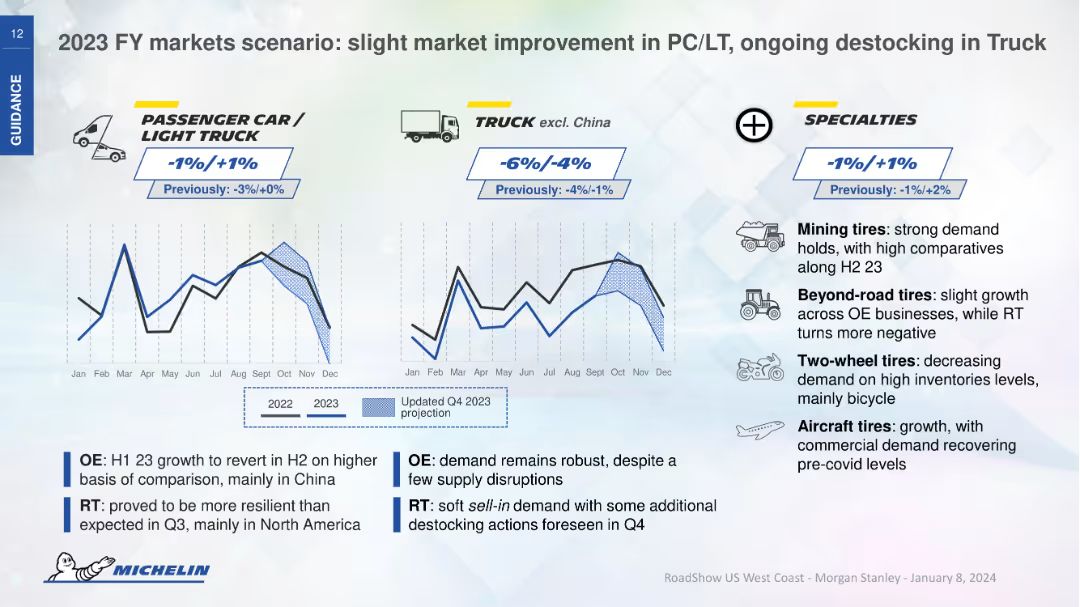 12
GUIDANCE
2023 FY markets scenario: slight market improvement in PC/LT, ongoing destocking in Truck
PASSENGER CAR /
LIGHT TRUCK
-1%/+1%
Previously: -3%/+0%
Jan Feb Mar Apr May Jun Jul Aug Sept Oct Nov Dec
TRUCK excl. China
-6%/-4%
Previously: -4%/-1%
Jan Feb Mar Apr May Jun Jul Aug Sept Oct Nov Dec
2022 2023 Updated Q4 2023
projection
OE: H1 23 growth to revert in H2 on higher
basis of comparison, mainly in China
RT: proved to be more resilient than
expected in Q3, mainly in North America
OE: demand remains robust, despite a
few supply disruptions
RT: soft sell-in demand with some additional
destocking actions foreseen in Q4
SPECIALTIES
-1%/+1%
Previously: -1%/+2%
Mining tires: strong demand
holds, with high comparatives
along H2 23
Beyond-road tires: slight growth
across OE businesses, while RT
turns more negative
Two-wheel tires: decreasing
demand on high inventories levels,
mainly bicycle
Aircraft tires: growth, with
commercial demand recovering
pre-covid levels
MICHELIN
RoadShow US West Coast - Morgan Stanley - January 8, 2024